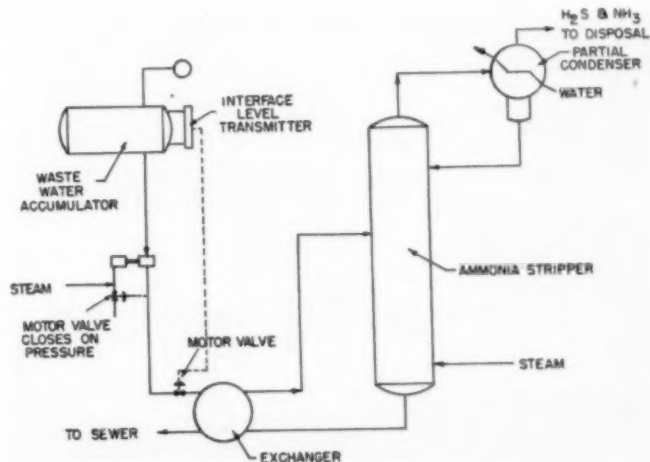 H2S & NH3
TO DISPOSAL
PARTIAL
CONDENSER
WATER
INTERFACE
LEVEL
TRANSMITTER
WASTE
WATER
ACCUMULATOR
AMMONIA STRIPPER
STEAM
MOTOR VALVE
CLOSES ON
PRESSURE
MOTOR VALVE
STEAM
TO SEWER
EXCHANGER